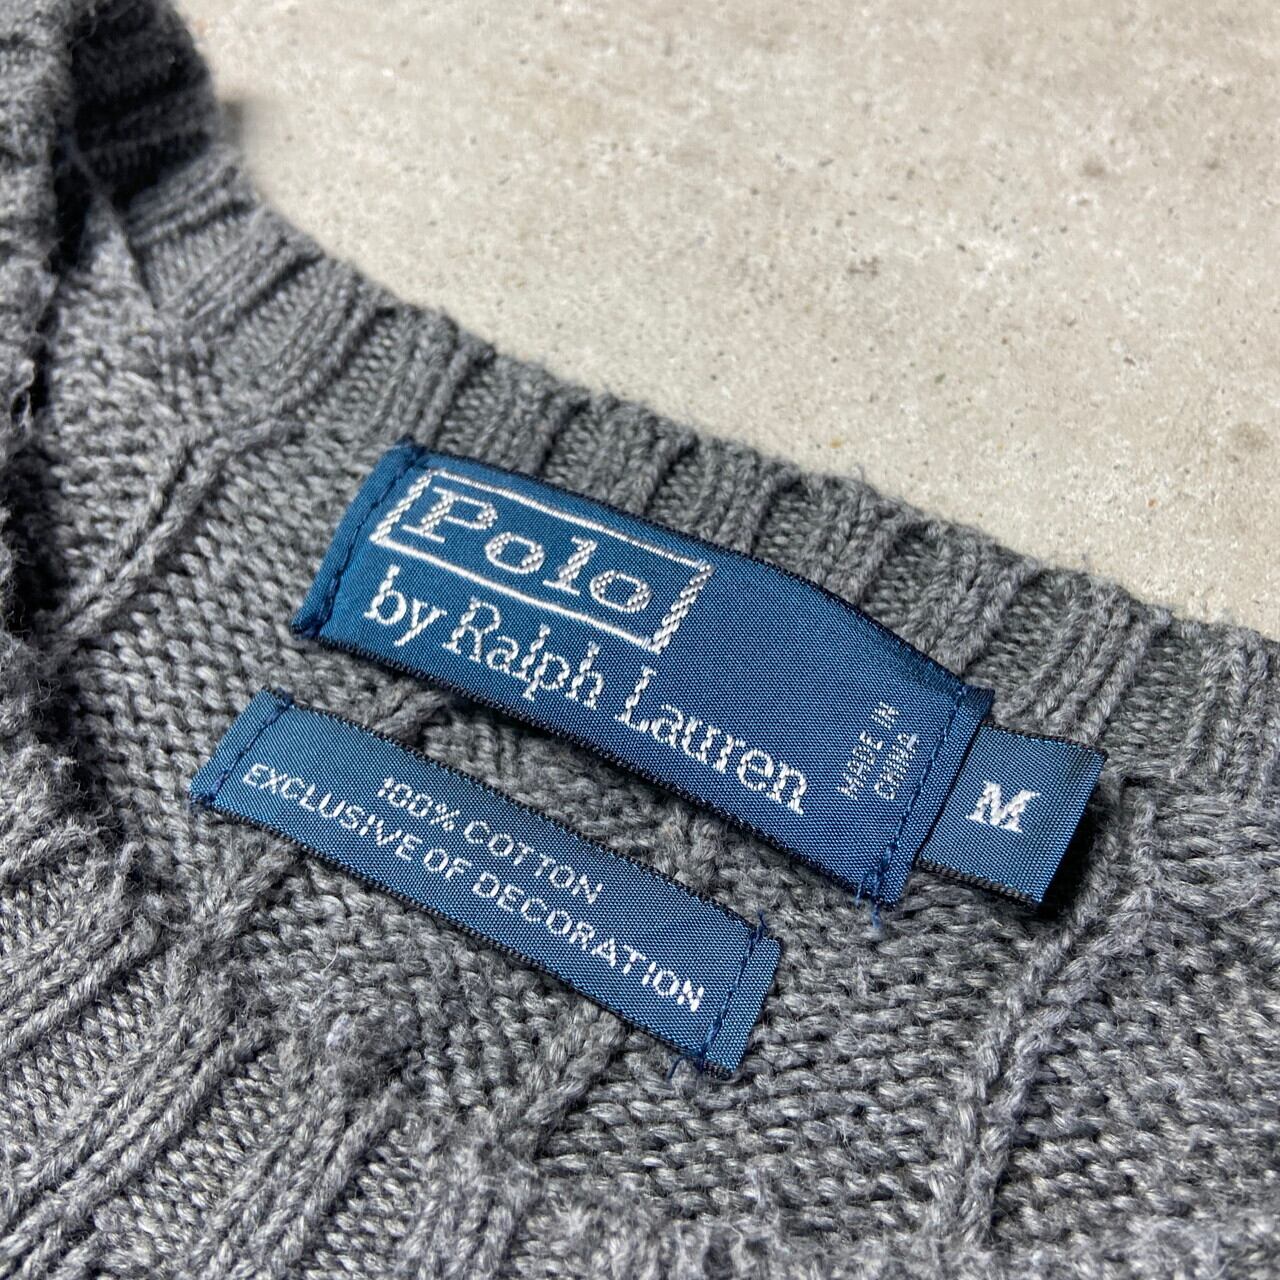 Polo
by Ralph Lauren
MADE IN
CHINA
M
100% COTTON
EXCLUSIVE OF DECORATION